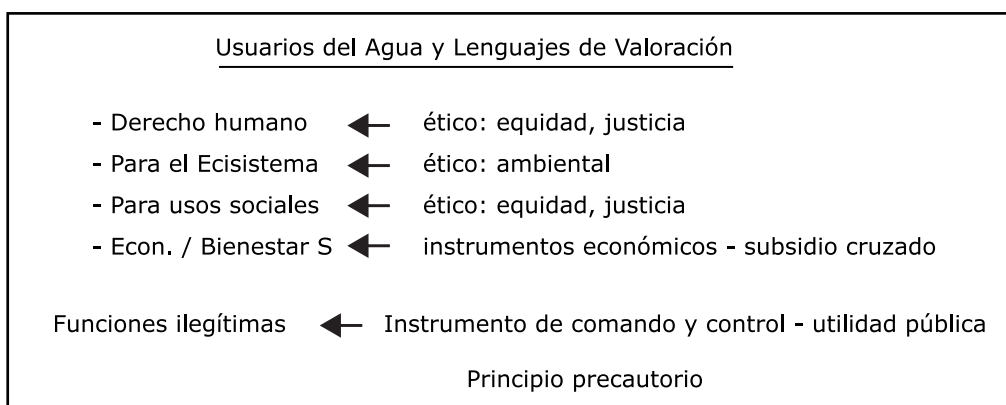 Usuarios del Agua y Lenguajes de Valoración
- Derecho humano ← ético: equidad, justicia
- Para el Ecisistema ← ético: ambiental
- Para usos sociales ← ético: equidad, justicia
- Econ. / Bienestar S ← instrumentos económicos - subsidio cruzado
Funciones ilegítimas ← Instrumento de comando y control - utilidad pública
Principio precautorio